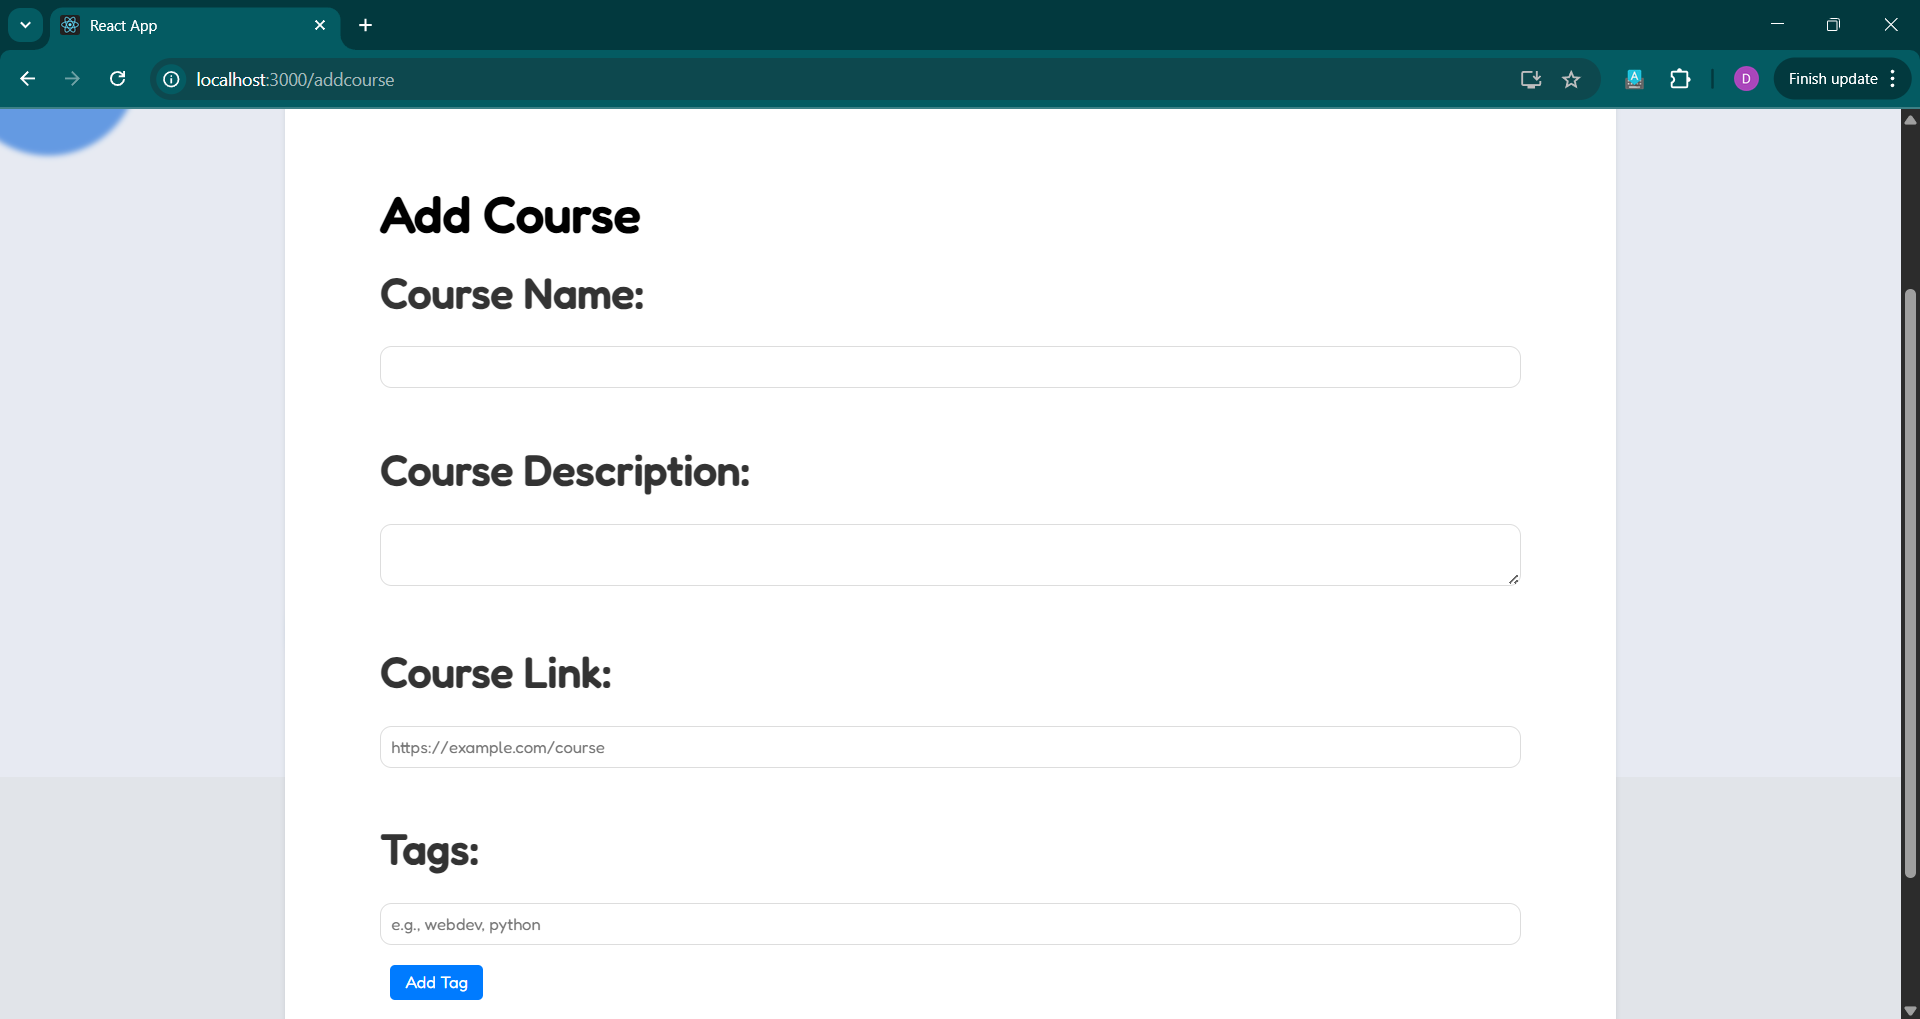 React App
localhost:3000/addcourse
A
D
Finish update
Add Course
Course Name:
Course Description:
Course Link:
https://example.com/course
Tags:
e.g., webdev, python
Add Tag